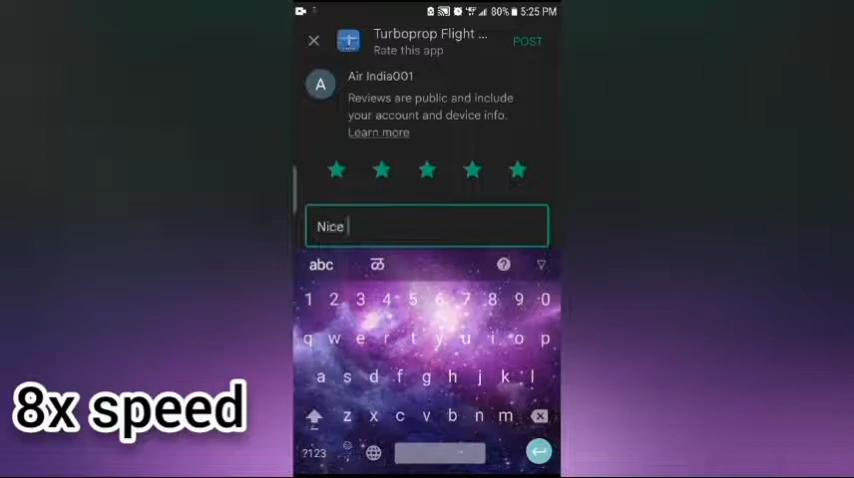 80% 5:25 PM
Turboprop Flight ...
Rate this app
POST
A
Air India001
Reviews are public and include
your account and device info.
Learn more
Nice
abc
1 2 3 4 5 6 7 8 9 0
q w e r t y u i o p
a s d f g h j k l
z x c v b n m
?123
8x speed